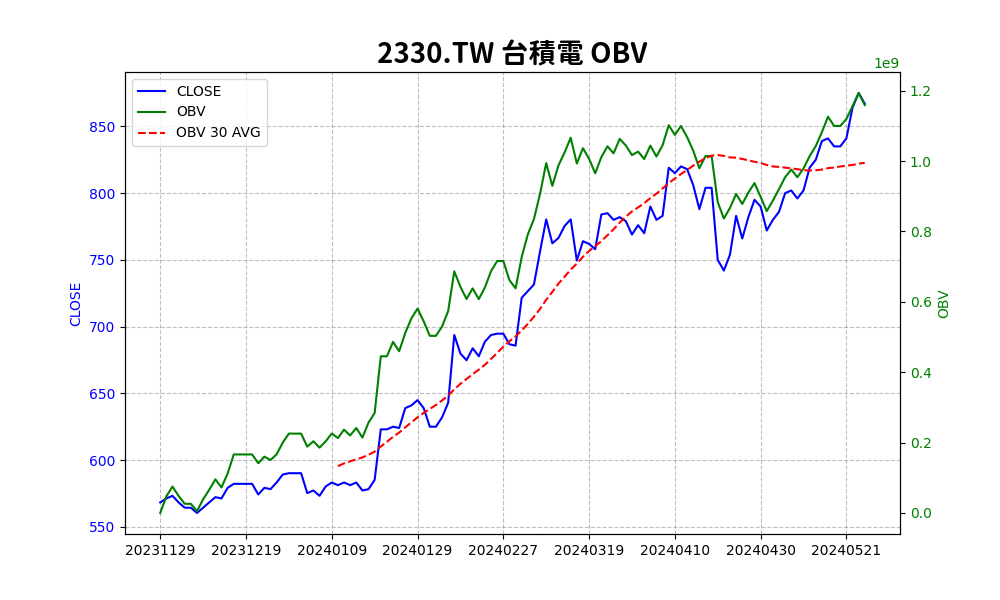 2330.TW 台積電 OBV
1e9
CLOSE
OBV
OBV 30 AVG
850
800
750
700
650
600
550
CLOSE
1.2
1.0
0.8
0.6
0.4
0.2
0.0
OBV
20231129 20231219 20240109 20240129 20240227 20240319 20240410 20240430 20240521